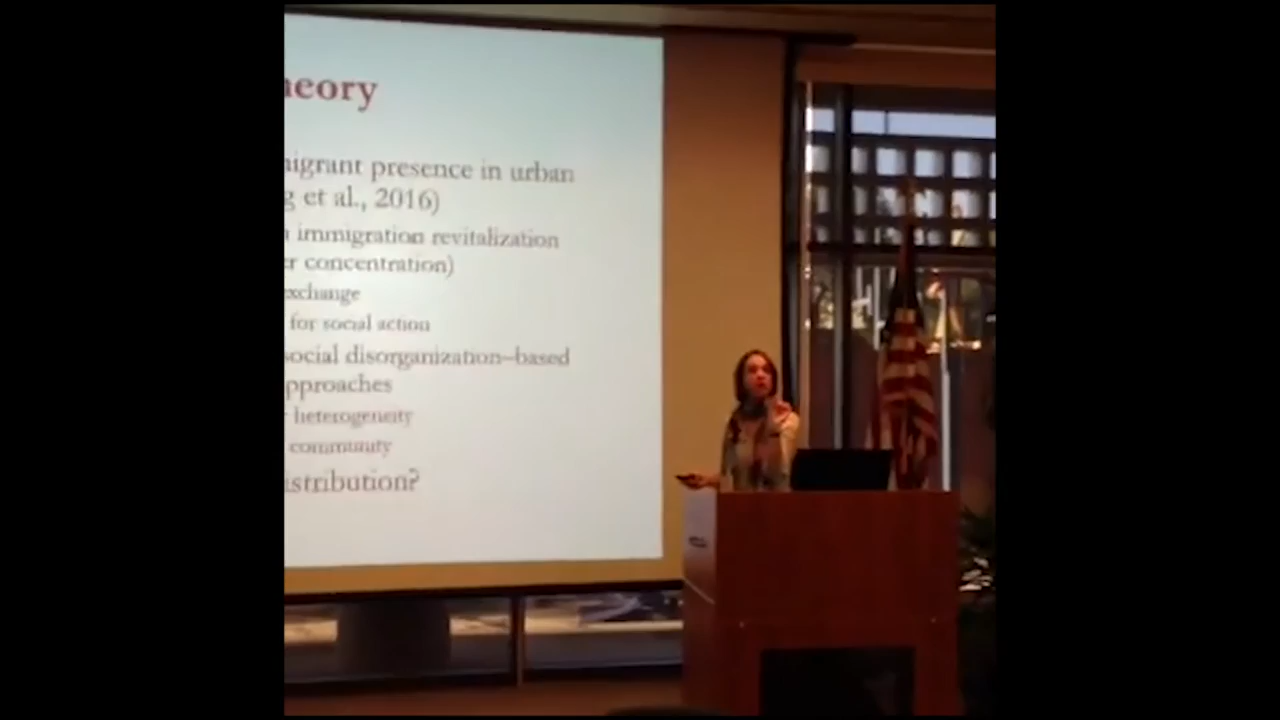 heory
migrant presence in urban
g et al., 2016)
immigration revitalization
r concentration)
exchange
for social action
social disorganization–based
pproaches
heterogeneity
community
istribution?